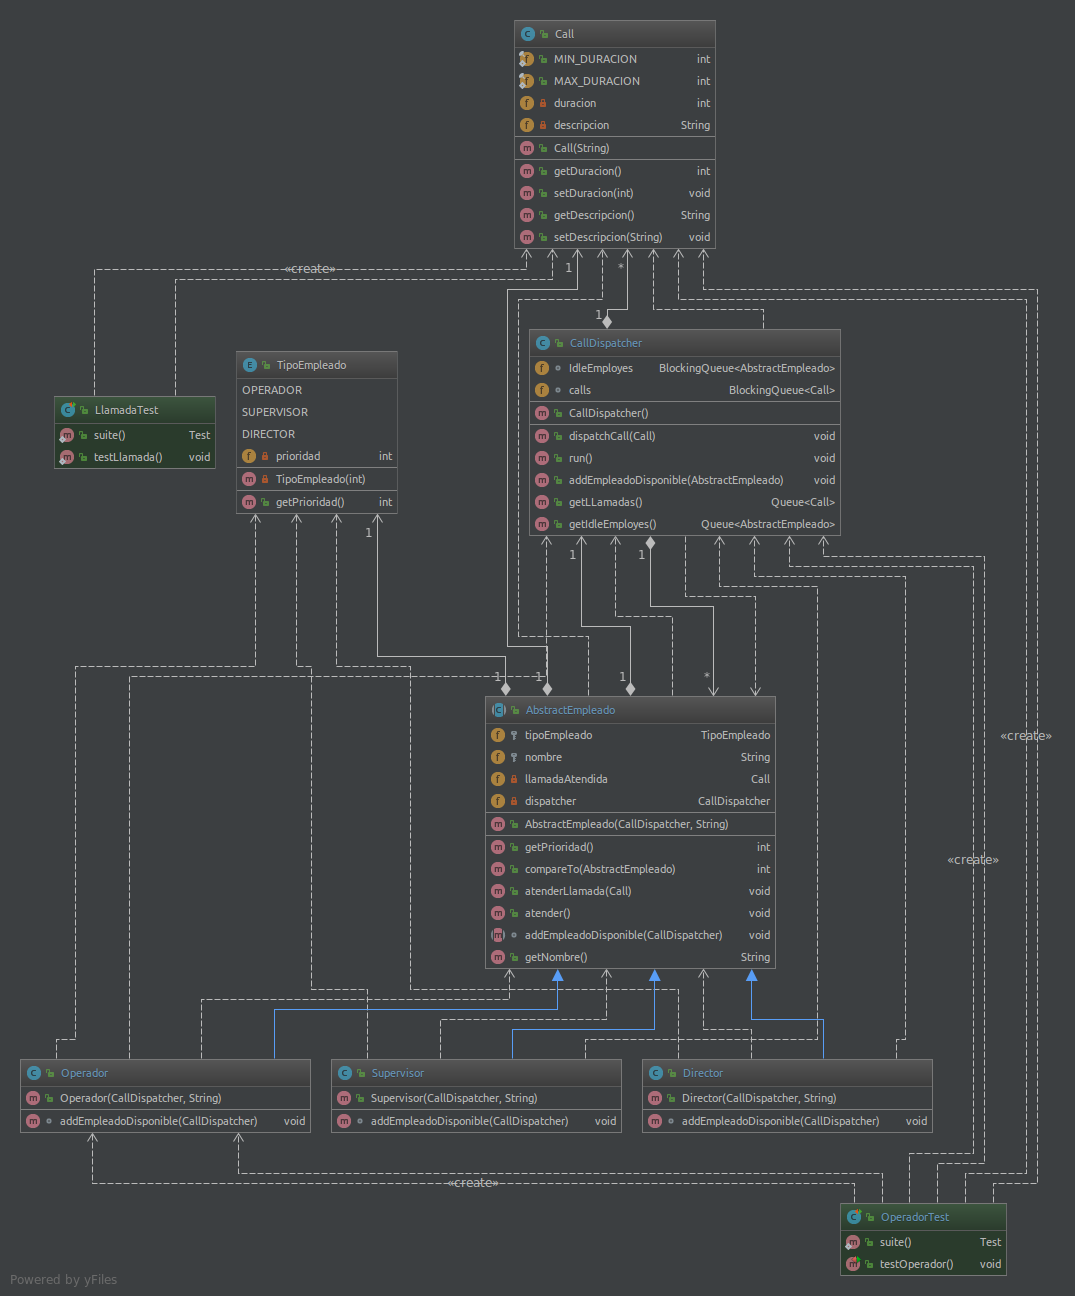 Call
MIN_DURACION int
MAX_DURACION int
duracion int
descripcion String
Call(String)
getDuracion() int
setDuracion(int) void
getDescripcion() String
setDescripcion(String) void
«create»
1
*
1
CallDispatcher
IdleEmployes BlockingQueue<AbstractEmpleado>
calls BlockingQueue<Call>
CallDispatcher()
dispatchCall(Call) void
run() void
addEmpleadoDisponible(AbstractEmpleado) void
getLLamadas() Queue<Call>
getIdleEmployes() Queue<AbstractEmpleado>
TipoEmpleado
OPERADOR
SUPERVISOR
DIRECTOR
prioridad int
TipoEmpleado(int)
getPrioridad() int
LlamadaTest
suite() Test
testLlamada() void
1
1
1
1
1
1
*
AbstractEmpleado
tipoEmpleado TipoEmpleado
nombre String
llamadaAtendida Call
dispatcher CallDispatcher
AbstractEmpleado(CallDispatcher, String)
getPrioridad() int
compareTo(AbstractEmpleado) int
atenderLlamada(Call) void
atender() void
addEmpleadoDisponible(CallDispatcher) void
getNombre() String
«create»
«create»
Operador
Operador(CallDispatcher, String)
addEmpleadoDisponible(CallDispatcher) void
Supervisor
Supervisor(CallDispatcher, String)
addEmpleadoDisponible(CallDispatcher) void
Director
Director(CallDispatcher, String)
addEmpleadoDisponible(CallDispatcher) void
«create»
OperadorTest
suite() Test
testOperador() void
Powered by yFiles